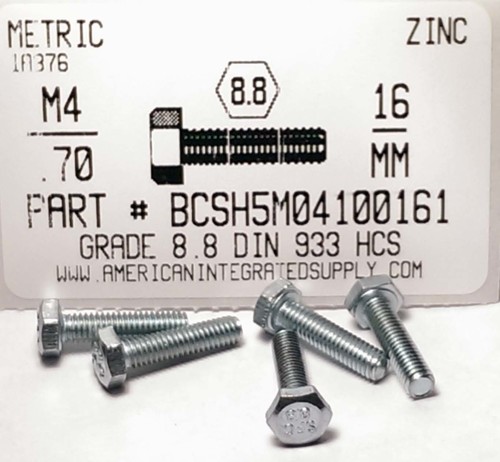 METRIC ZINC
1A376
M4 8.8 16
.70 MM
PART # BCSH5M04100161
GRADE 8.8 DIN 933 HCS
WWW.AMERICANINTEGRATEDSUPPLY.COM